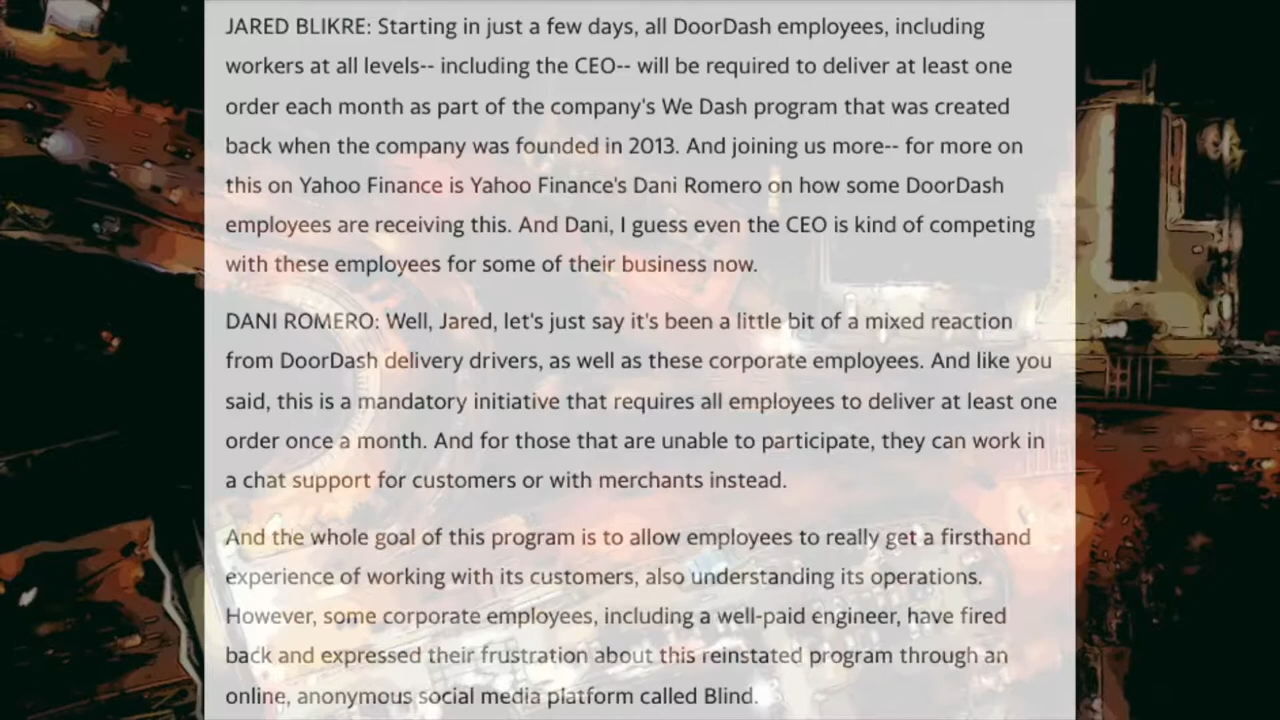 JARED BLIKRE: Starting in just a few days, all DoorDash employees, including
workers at all levels-- including the CEO-- will be required to deliver at least one
order each month as part of the company's We Dash program that was created
back when the company was founded in 2013. And joining us more-- for more on
this on Yahoo Finance is Yahoo Finance's Dani Romero on how some DoorDash
employees are receiving this. And Dani, I guess even the CEO is kind of competing
with these employees for some of their business now.
DANI ROMERO: Well, Jared, let's just say it's been a little bit of a mixed reaction
from DoorDash delivery drivers, as well as these corporate employees. And like you
said, this is a mandatory initiative that requires all employees to deliver at least one
order once a month. And for those that are unable to participate, they can work in
a chat support for customers or with merchants instead.
And the whole goal of this program is to allow employees to really get a firsthand
experience of working with its customers, also understanding its operations.
However, some corporate employees, including a well-paid engineer, have fired
back and expressed their frustration about this reinstated program through an
online, anonymous social media platform called Blind.